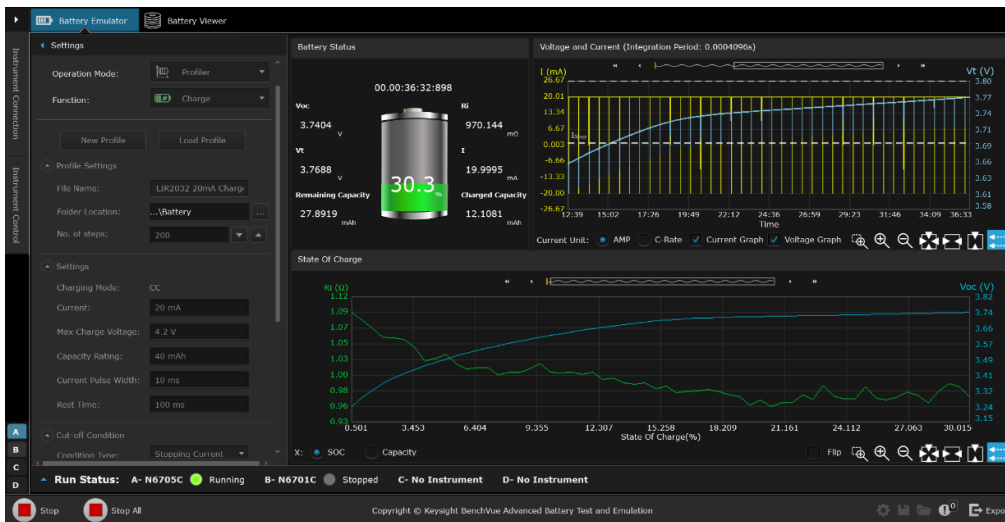 Battery Emulator
Battery Viewer
Instrument Connection
Instrument Control
Settings
Operation Mode: Profiler
Function: Charge
New Profile Load Profile
Profile Settings
File Name: LIR2032 20mA Charg
Folder Location: ...\Battery ...
No. of steps: 200
Settings
Charging Mode: CC
Current: 20 mA
Max Charge Voltage: 4.2 V
Capacity Rating: 40 mAh
Current Pulse Width: 10 ms
Rest Time: 100 ms
Cut-off Condition
Condition Type: Stopping Current
Battery Status
00.00:36:32:898
Voc Ri
3.7404 V 970.144 mΩ
Vt I
3.7688 V 19.9995 mA
30.3 %
Remaining Capacity Charged Capacity
27.8919 mAh 12.1081 mAh
Voltage and Current (Integration Period: 0.0004096s)
I (mA) Vt (V)
26.67 3.80
20.01 3.77
13.34 3.74
6.67 3.71
0.003 3.69
-6.66 3.66
-13.33 3.63
-20.00 3.61
-26.67 3.58
12:39 15:02 17:26 19:49 22:12 24:36 26:59 29:23 31:46 34:09 36:33
Time
Current Unit: AMP C-Rate Current Graph Voltage Graph
State Of Charge
Ri (Ω) Voc (V)
1.12 3.82
1.09 3.74
1.07 3.66
1.05 3.57
1.03 3.49
1.00 3.41
0.98 3.32
0.96 3.24
0.93 3.15
0.501 3.453 6.404 9.355 12.307 15.258 18.209 21.161 24.112 27.063 30.015
State Of Charge(%)
X: SOC Capacity Flip
A
B
C
D
Run Status: A- N6705C Running B- N6701C Stopped C- No Instrument D- No Instrument
Stop Stop All Copyright © Keysight BenchVue Advanced Battery Test and Emulation 0 Expo